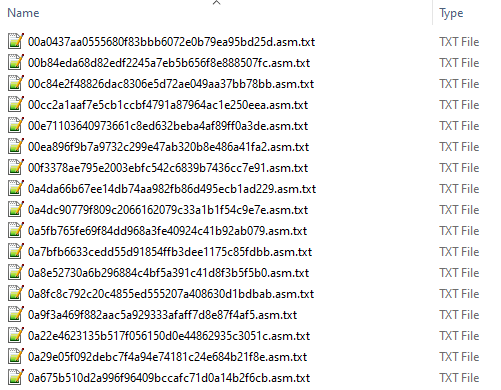 Name Type
00a0437aa0555680f83bbb6072e0b79ea95bd25d.asm.txt TXT File
00b84eda68d82edf2245a7eb5b656f8e888507fc.asm.txt TXT File
00c84e2f48826dac8306e5d72ae049aa37bb78bb.asm.txt TXT File
00cc2a1aaf7e5cb1ccbf4791a87964ac1e250eea.asm.txt TXT File
00e71103640973661c8ed632beba4af89ff0a3de.asm.txt TXT File
00ea896f9b7a9732c299e47ab320b8e486a41fa2.asm.txt TXT File
00f3378ae795e2003ebfc542c6839b7436cc7e91.asm.txt TXT File
0a4da66b67ee14db74aa982fb86d495ecb1ad229.asm.txt TXT File
0a4dc90779f809c2066162079c33a1b1f54c9e7e.asm.txt TXT File
0a5fb765fe69f84dd968a3fe40924c41b92ab079.asm.txt TXT File
0a7bfb6633cedd55d91854ffb3dee1175c85fdbb.asm.txt TXT File
0a8e52730a6b296884c4bf5a391c41d8f3b5f5b0.asm.txt TXT File
0a8fc8c792c20c4855ed555207a408630d1bdbab.asm.txt TXT File
0a9f3a469f882aac5a929333afaff7d8e87f4af5.asm.txt TXT File
0a22e4623135b517f056150d0e44862935c3051c.asm.txt TXT File
0a29e05f092debc7f4a94e74181c24e684b21f8e.asm.txt TXT File
0a675b510d2a996f96409bccafc71d0a14b2f6cb.asm.txt TXT File